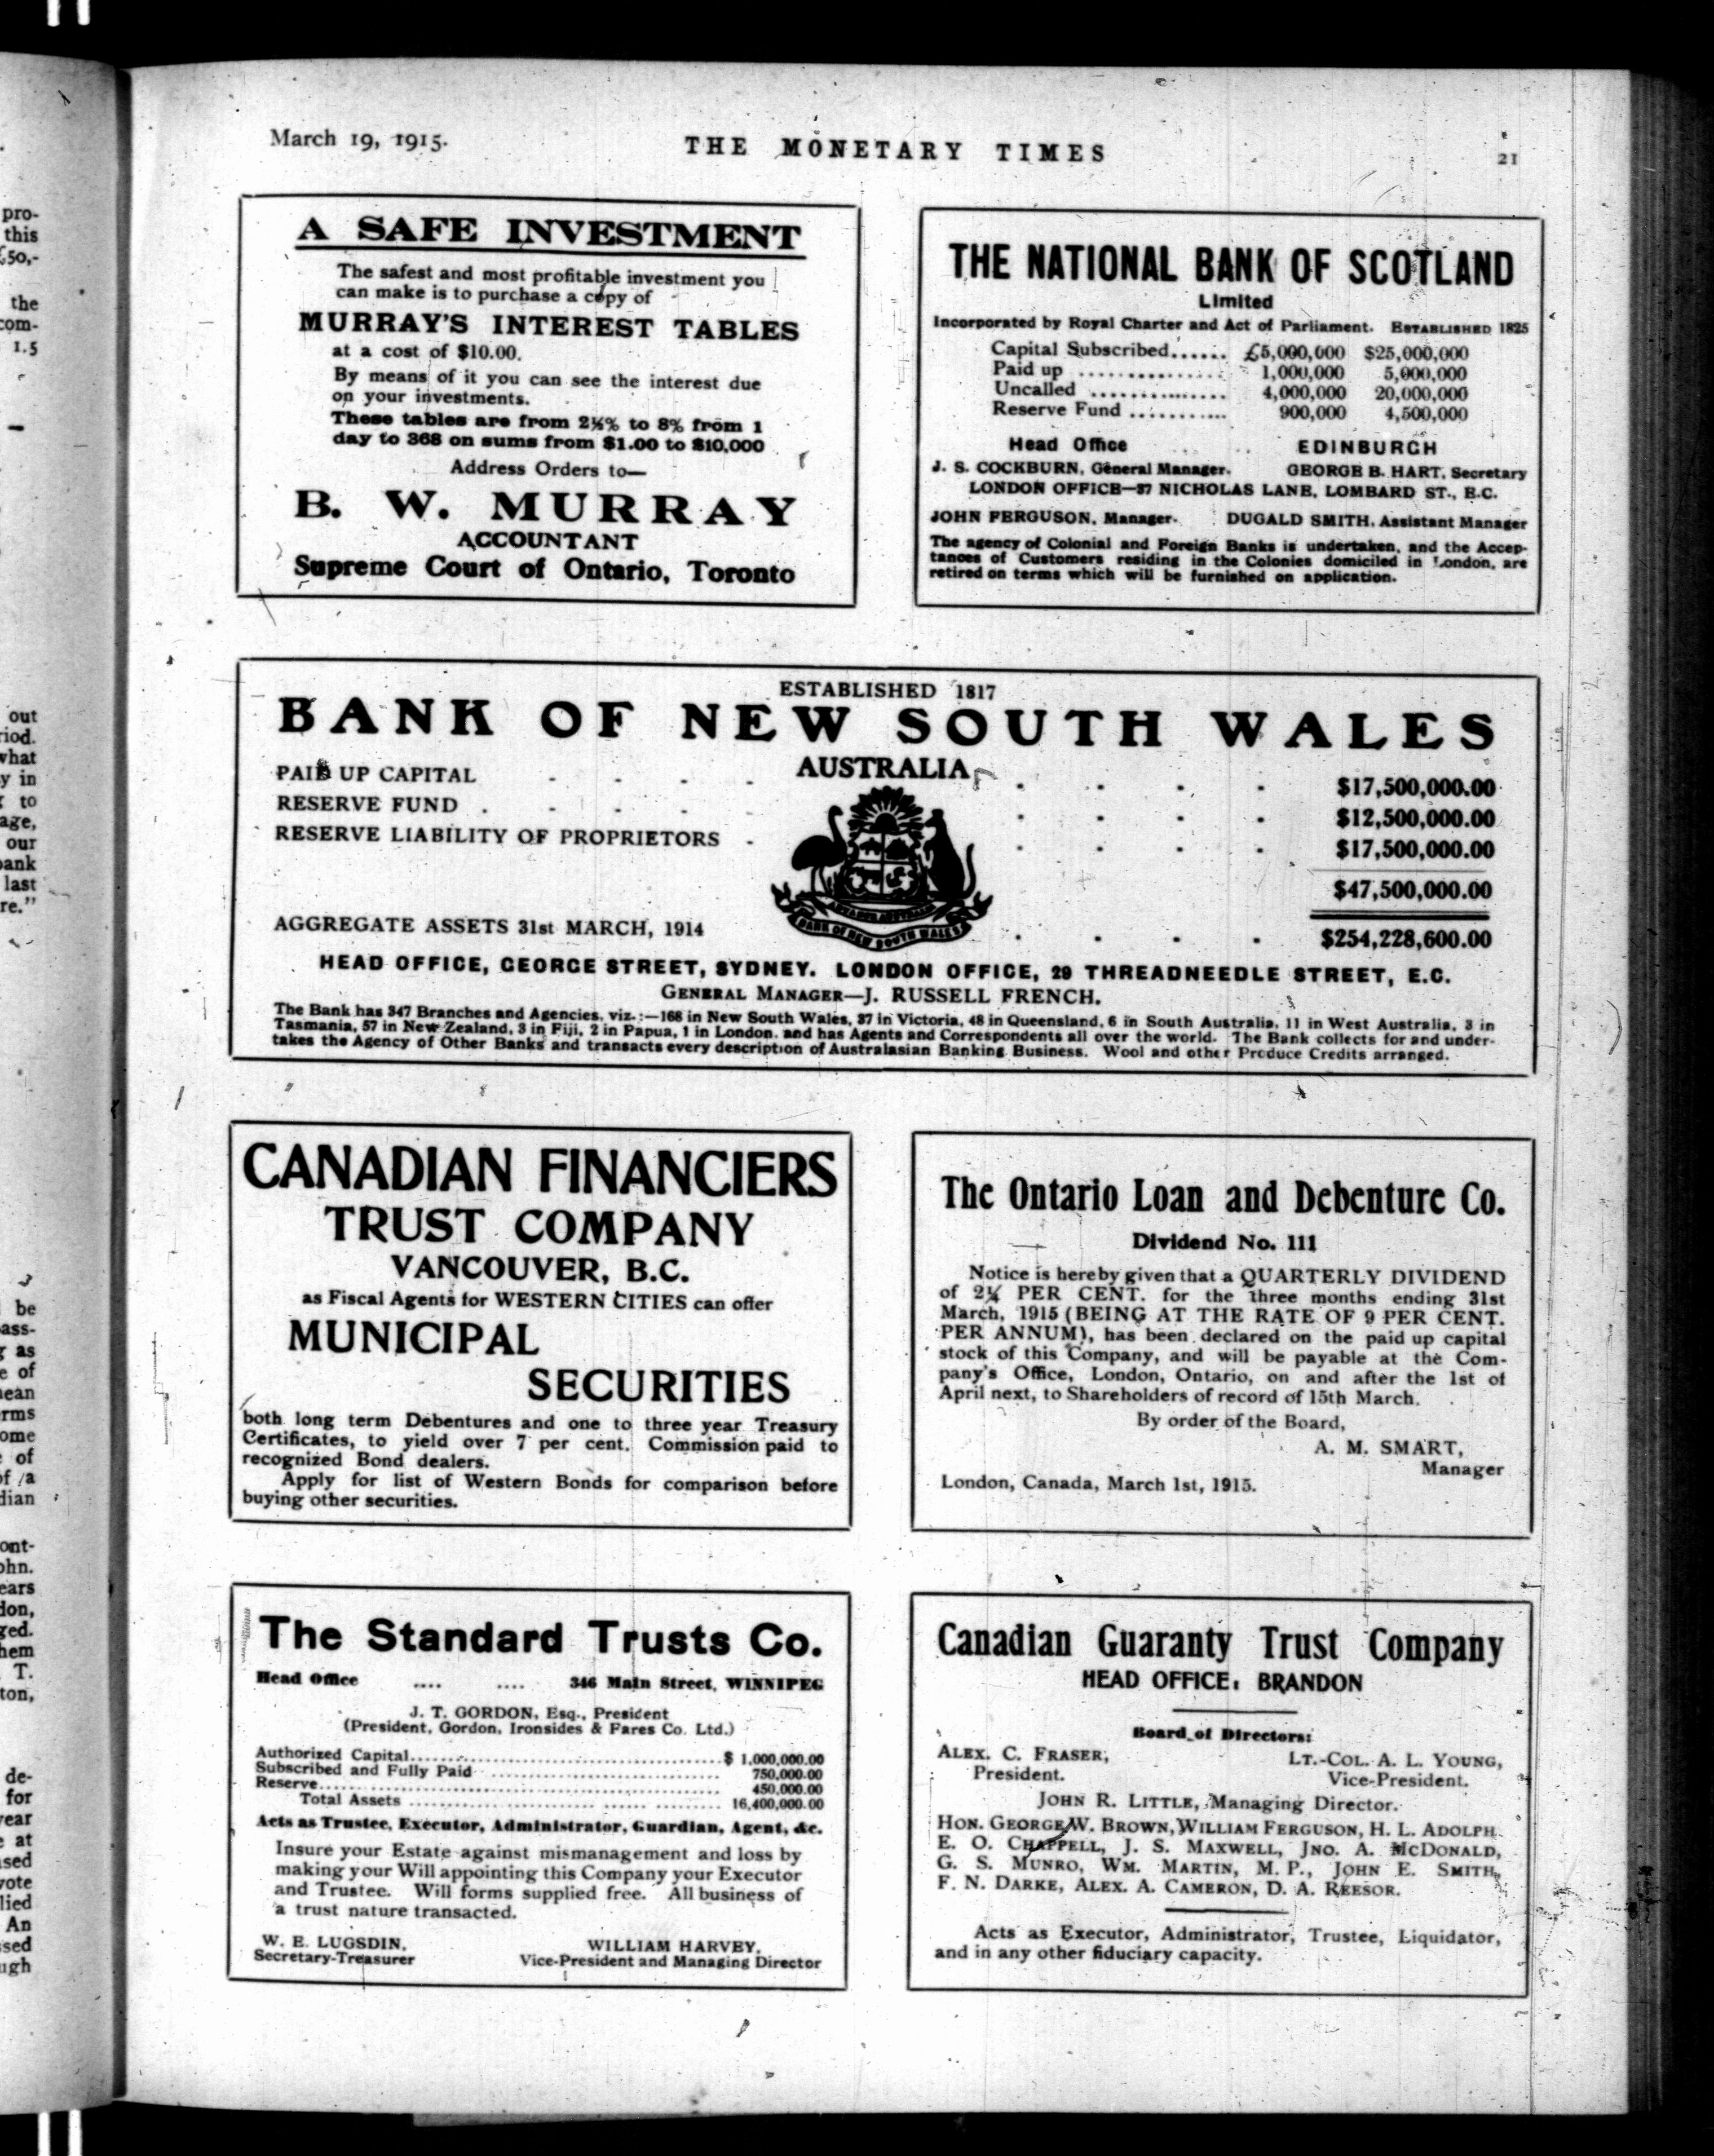 March 19, 1915.
THE MONETARY TIMES
21
A SAFE INVESTMENT
The safest and most profitable investment you
can make is to purchase a copy of
MURRAY'S INTEREST TABLES
at a cost of $10.00.
By means of it you can see the interest due
on your investments.
These tables are from 2½% to 8% from 1
day to 368 on sums from $1.00 to $10,000
Address Orders to—
B. W. MURRAY
ACCOUNTANT
Supreme Court of Ontario, Toronto
THE NATIONAL BANK OF SCOTLAND
Limited
Incorporated by Royal Charter and Act of Parliament. ESTABLISHED 1825
Capital Subscribed...... £5,000,000 $25,000,000
Paid up ............... 1,000,000 5,000,000
Uncalled .............. 4,000,000 20,000,000
Reserve Fund .......... 900,000 4,500,000
Head Office EDINBURGH
J. S. COCKBURN, General Manager. GEORGE B. HART, Secretary
LONDON OFFICE—37 NICHOLAS LANE, LOMBARD ST., E.C.
JOHN FERGUSON, Manager. DUGALD SMITH, Assistant Manager
The agency of Colonial and Foreign Banks is undertaken, and the Accep-
tances of Customers residing in the Colonies domiciled in London, are
retired on terms which will be furnished on application.
ESTABLISHED 1817
BANK OF NEW SOUTH WALES
AUSTRALIA
PAID UP CAPITAL - - - - - - - - $17,500,000.00
RESERVE FUND - - - - - - - - $12,500,000.00
RESERVE LIABILITY OF PROPRIETORS - - - - - $17,500,000.00
$47,500,000.00
AGGREGATE ASSETS 31st MARCH, 1914 - - - - $254,228,600.00
BANK OF NEW SOUTH WALES
HEAD OFFICE, GEORGE STREET, SYDNEY. LONDON OFFICE, 29 THREADNEEDLE STREET, E.C.
GENERAL MANAGER—J. RUSSELL FRENCH.
The Bank has 347 Branches and Agencies, viz.:—168 in New South Wales, 37 in Victoria, 48 in Queensland, 6 in South Australia, 11 in West Australia, 3 in
Tasmania, 57 in New Zealand, 3 in Fiji, 2 in Papua, 1 in London, and has Agents and Correspondents all over the world. The Bank collects for and under-
takes the Agency of Other Banks and transacts every description of Australasian Banking Business. Wool and other Produce Credits arranged.
CANADIAN FINANCIERS
TRUST COMPANY
VANCOUVER, B.C.
as Fiscal Agents for WESTERN CITIES can offer
MUNICIPAL
SECURITIES
both long term Debentures and one to three year Treasury
Certificates, to yield over 7 per cent. Commission paid to
recognized Bond dealers.
Apply for list of Western Bonds for comparison before
buying other securities.
The Ontario Loan and Debenture Co.
Dividend No. 111
Notice is hereby given that a QUARTERLY DIVIDEND
of 2¼ PER CENT. for the three months ending 31st
March, 1915 (BEING AT THE RATE OF 9 PER CENT.
PER ANNUM), has been declared on the paid up capital
stock of this Company, and will be payable at the Com-
pany's Office, London, Ontario, on and after the 1st of
April next, to Shareholders of record of 15th March.
By order of the Board,
A. M. SMART,
Manager
London, Canada, March 1st, 1915.
The Standard Trusts Co.
Head Office .... .... 346 Main Street, WINNIPEG
J. T. GORDON, Esq., President
(President, Gordon, Ironsides & Fares Co. Ltd.)
Authorized Capital.................................................$ 1,000,000.00
Subscribed and Fully Paid ................................... 750,000.00
Reserve.............................................................. 450,000.00
Total Assets ............................ ...... ......... 16,400,000.00
Acts as Trustee, Executor, Administrator, Guardian, Agent, &c.
Insure your Estate against mismanagement and loss by
making your Will appointing this Company your Executor
and Trustee. Will forms supplied free. All business of
a trust nature transacted.
W. E. LUGSDIN, WILLIAM HARVEY,
Secretary-Treasurer Vice-President and Managing Director
Canadian Guaranty Trust Company
HEAD OFFICE: BRANDON
Board of Directors:
ALEX. C. FRASER, LT.-COL. A. L. YOUNG,
President. Vice-President.
JOHN R. LITTLE, Managing Director.
HON. GEORGE W. BROWN, WILLIAM FERGUSON, H. L. ADOLPH
E. O. CHAPPELL, J. S. MAXWELL, JNO. A. MCDONALD,
G. S. MUNRO, WM. MARTIN, M. P., JOHN E. SMITH,
F. N. DARKE, ALEX. A. CAMERON, D. A. REESOR.
Acts as Executor, Administrator, Trustee, Liquidator,
and in any other fiduciary capacity.